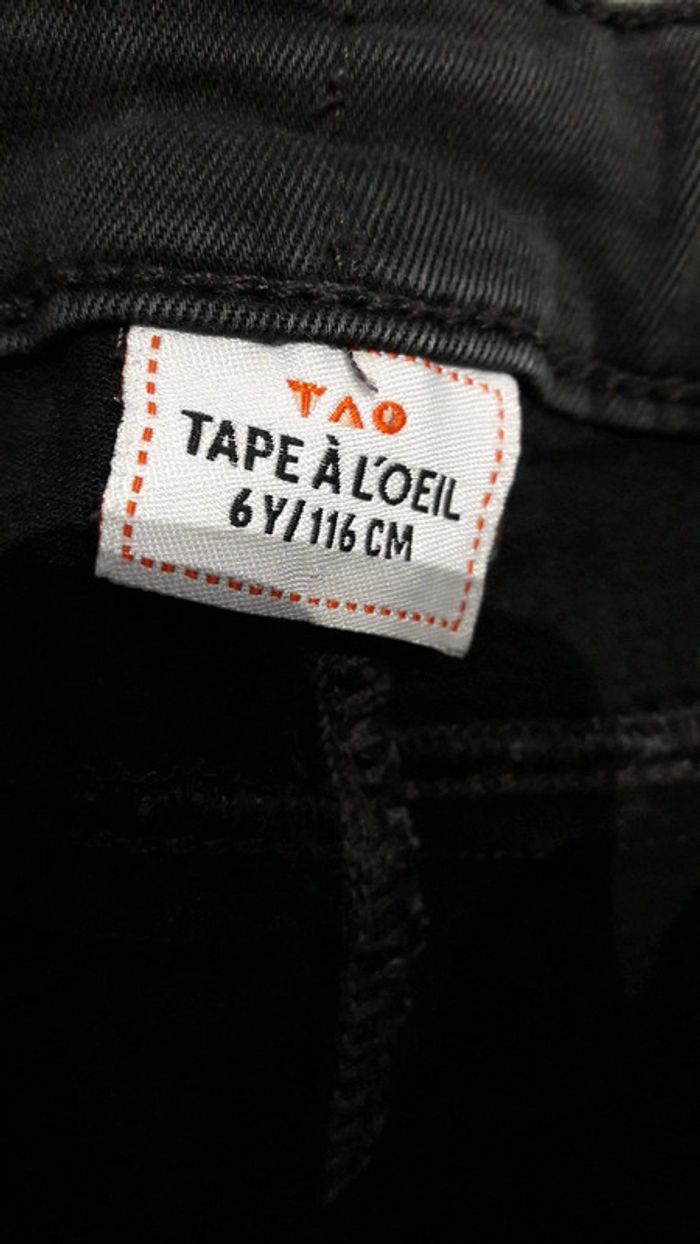 TAO
TAPE À L'OEIL
6 Y/116 CM